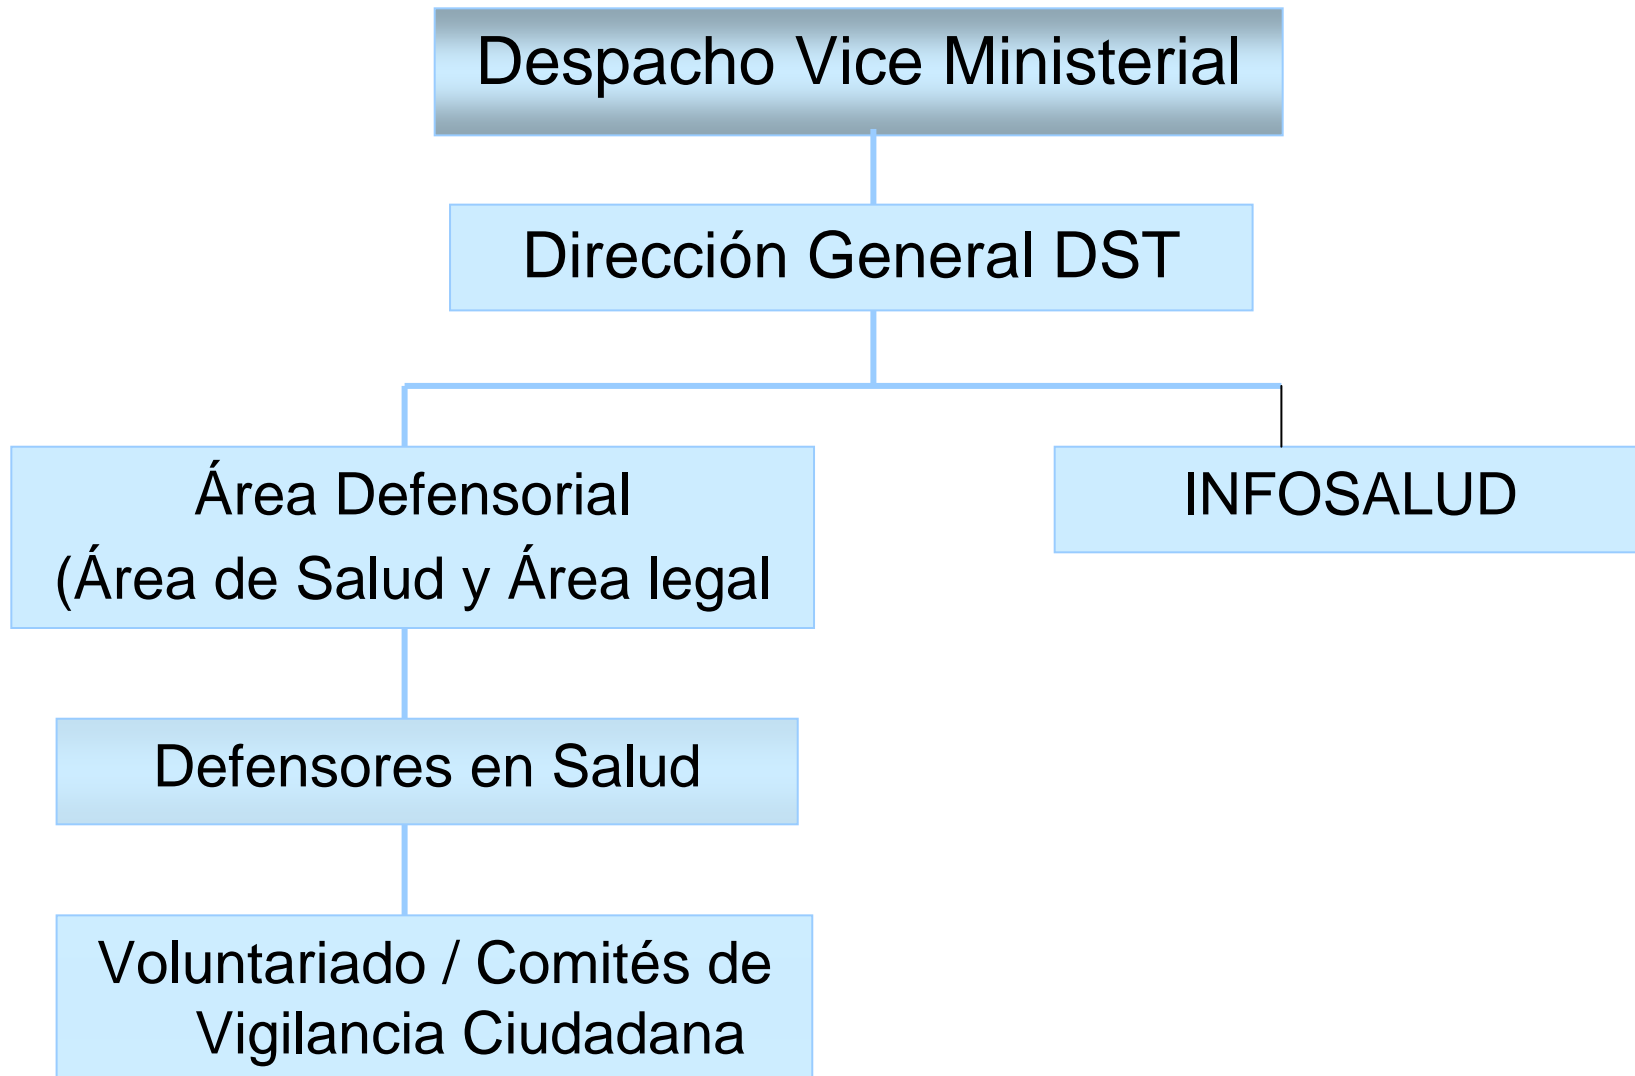 Despacho Vice Ministerial
Dirección General DST
Área Defensorial
(Área de Salud y Área legal
INFOSALUD
Defensores en Salud
Voluntariado / Comités de
Vigilancia Ciudadana